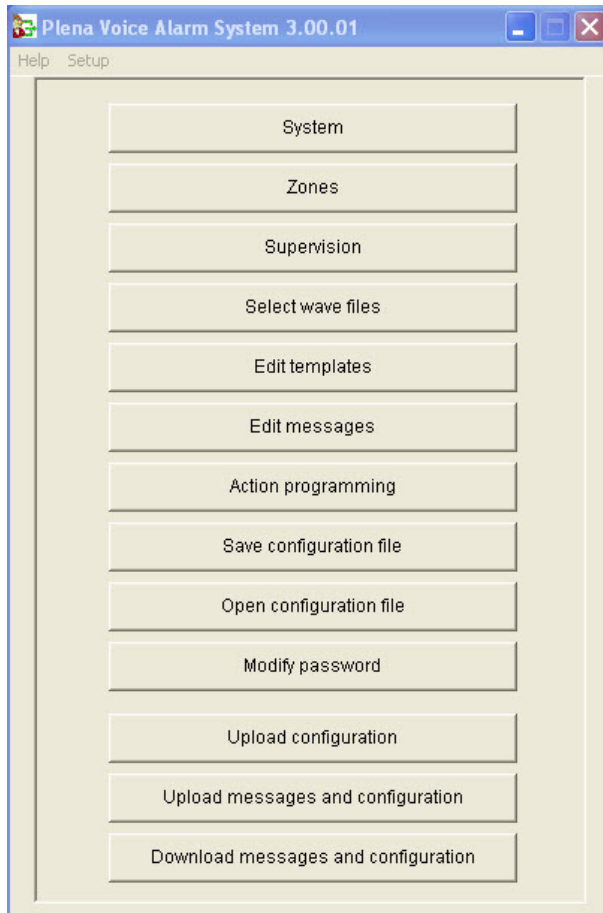 Plena Voice Alarm System 3.00.01
Help Setup
System
Zones
Supervision
Select wave files
Edit templates
Edit messages
Action programming
Save configuration file
Open configuration file
Modify password
Upload configuration
Upload messages and configuration
Download messages and configuration